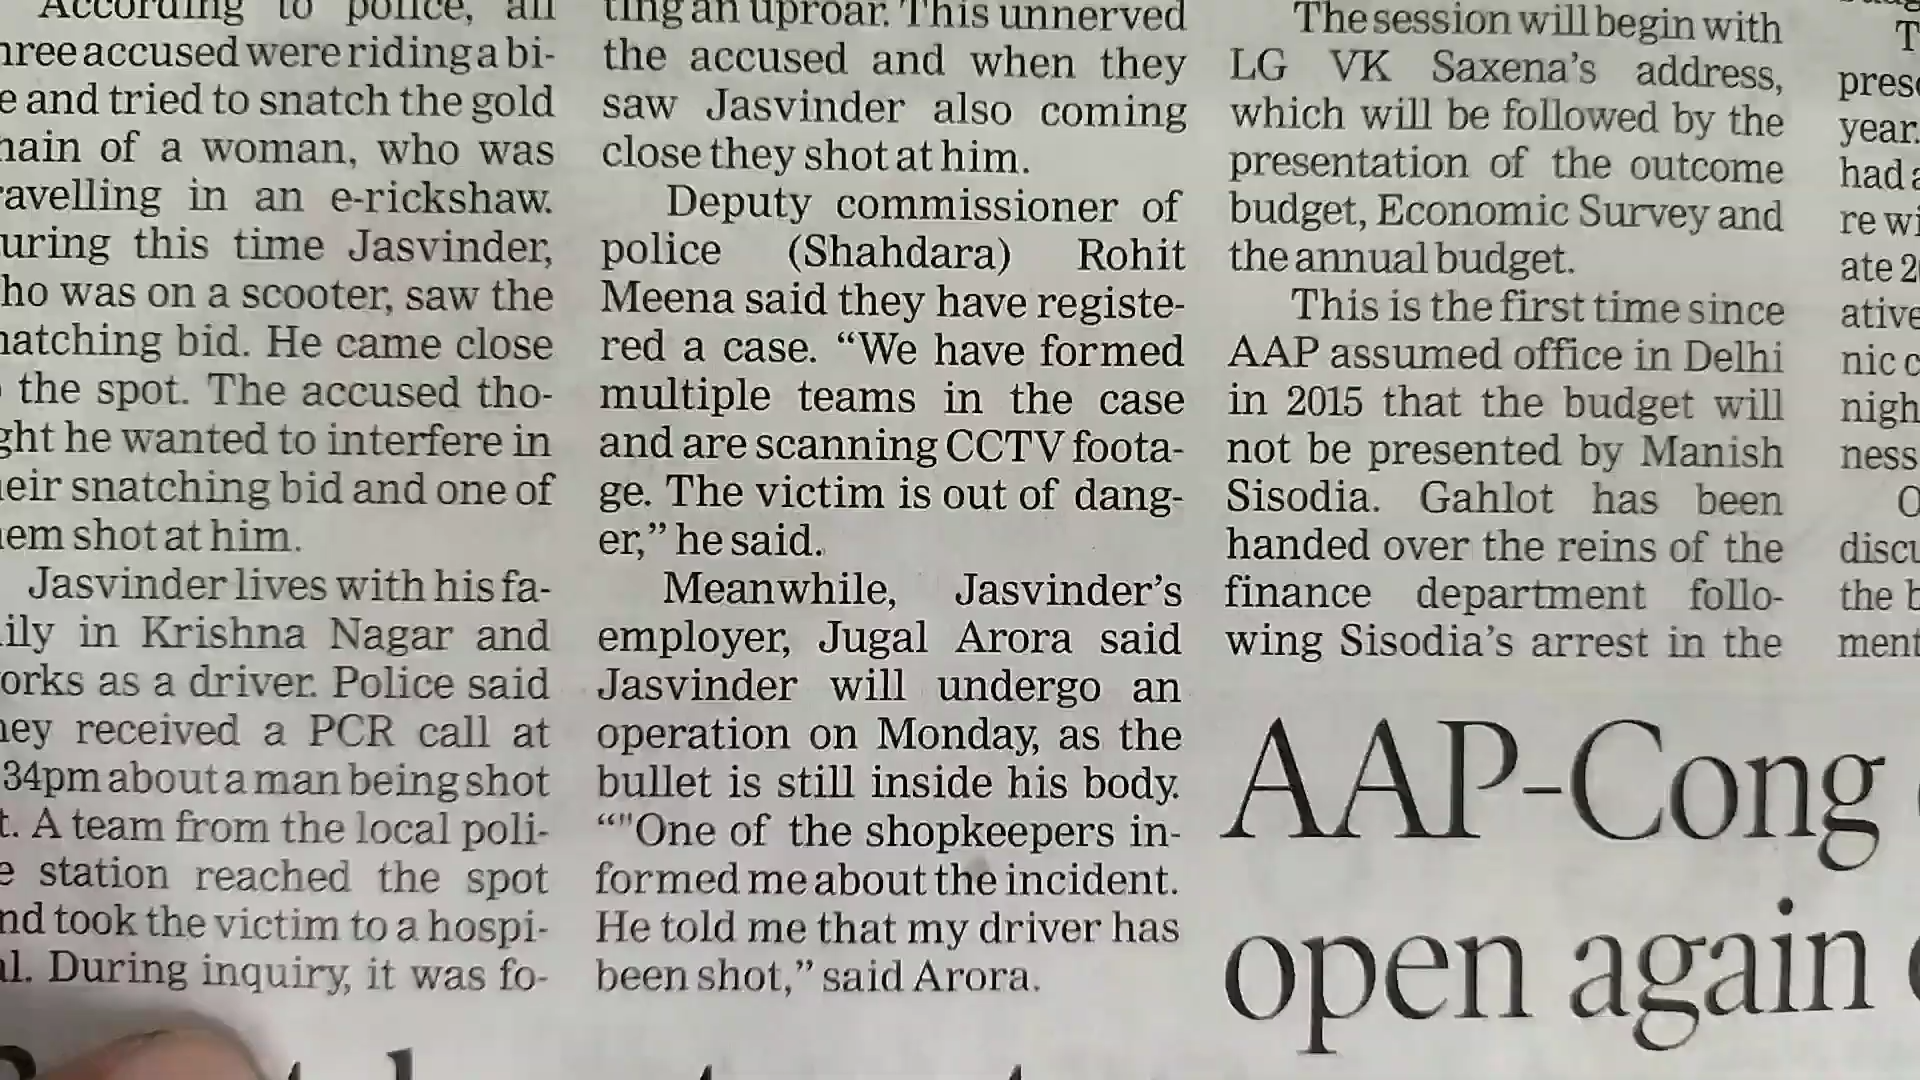 According to police, all
hree accused were riding a bi-
e and tried to snatch the gold
hain of a woman, who was
ravelling in an e-rickshaw.
uring this time Jasvinder,
ho was on a scooter, saw the
natching bid. He came close
the spot. The accused tho-
ght he wanted to interfere in
heir snatching bid and one of
hem shot at him.
Jasvinder lives with his fa-
ily in Krishna Nagar and
orks as a driver. Police said
hey received a PCR call at
34pm about a man being shot
t. A team from the local poli-
e station reached the spot
nd took the victim to a hospi-
al. During inquiry, it was fo-
ting an uproar. This unnerved
the accused and when they
saw Jasvinder also coming
close they shot at him.
Deputy commissioner of
police (Shahdara) Rohit
Meena said they have registe-
red a case. “We have formed
multiple teams in the case
and are scanning CCTV foota-
ge. The victim is out of dang-
er,” he said.
Meanwhile, Jasvinder’s
employer, Jugal Arora said
Jasvinder will undergo an
operation on Monday, as the
bullet is still inside his body.
“"One of the shopkeepers in-
formed me about the incident.
He told me that my driver has
been shot,” said Arora.
The session will begin with
LG VK Saxena’s address,
which will be followed by the
presentation of the outcome
budget, Economic Survey and
the annual budget.
This is the first time since
AAP assumed office in Delhi
in 2015 that the budget will
not be presented by Manish
Sisodia. Gahlot has been
handed over the reins of the
finance department follo-
wing Sisodia’s arrest in the
AAP-Cong
open again
T
pres
year.
had a
re wi
ate 2
ative
nic c
nigh
ness
O
discu
the b
ment